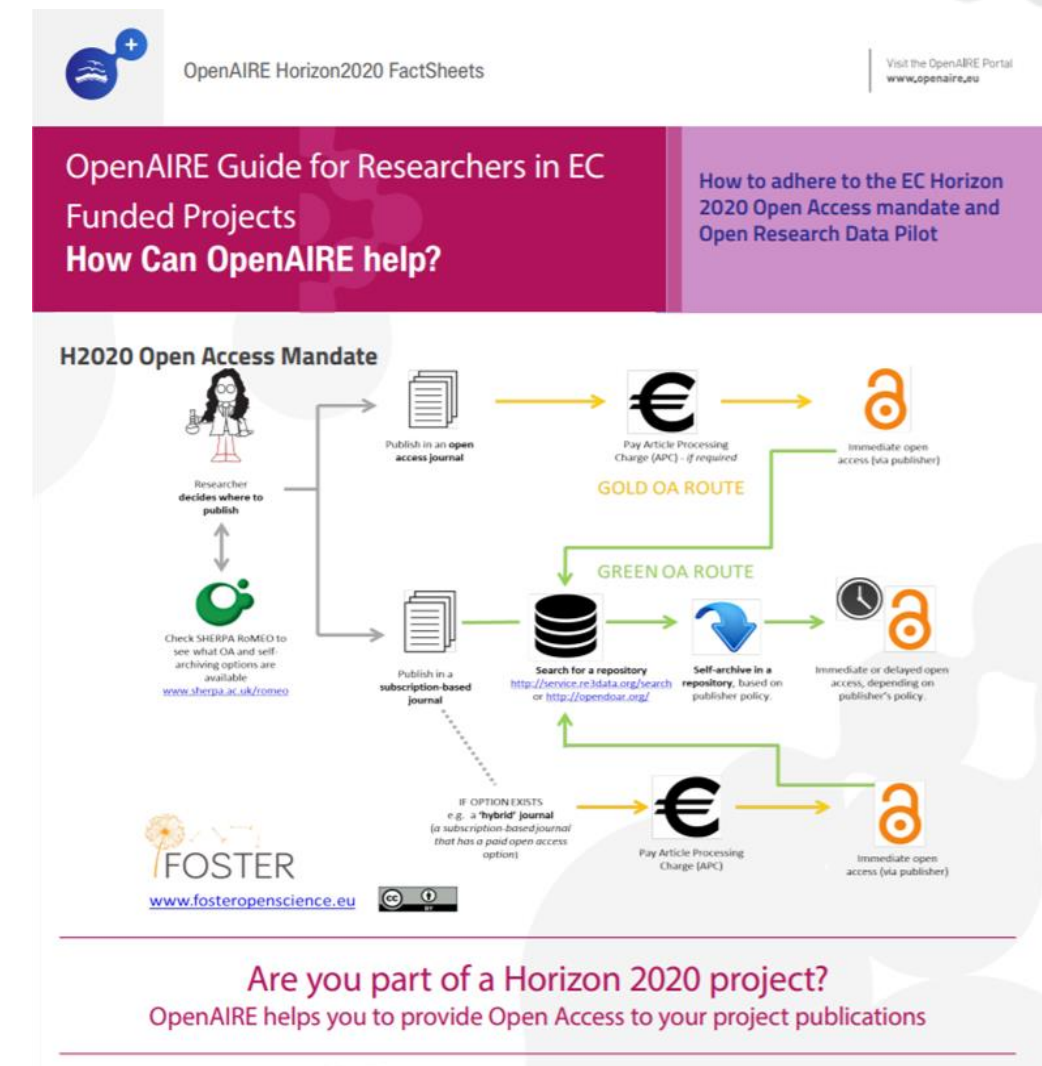 OpenAIRE Horizon2020 FactSheets
Visit the OpenAIRE Portal
www.openaire.eu
OpenAIRE Guide for Researchers in EC
Funded Projects
How Can OpenAIRE help?
How to adhere to the EC Horizon
2020 Open Access mandate and
Open Research Data Pilot
H2020 Open Access Mandate
Researcher
decides where to
publish
Publish in an open
access journal
Pay Article Processing
Charge (APC) - if required
Immediate open
access (via publisher)
GOLD OA ROUTE
GREEN OA ROUTE
Check SHERPA RoMEO to
see what OA and self-
archiving options are
available
www.sherpa.ac.uk/romeo
Publish in a
subscription-based
journal
Search for a repository
http://service.re3data.org/search
or http://opendoar.org/
Self-archive in a
repository, based on
publisher policy.
Immediate or delayed open
access, depending on
publisher's policy.
IF OPTION EXISTS
e.g. a 'hybrid' journal
(a subscription-based journal
that has a paid open access
option)
Pay Article Processing
Charge (APC)
Immediate open
access (via publisher)
FOSTER
www.fosteropenscience.eu
cc
BY
Are you part of a Horizon 2020 project?
OpenAIRE helps you to provide Open Access to your project publications